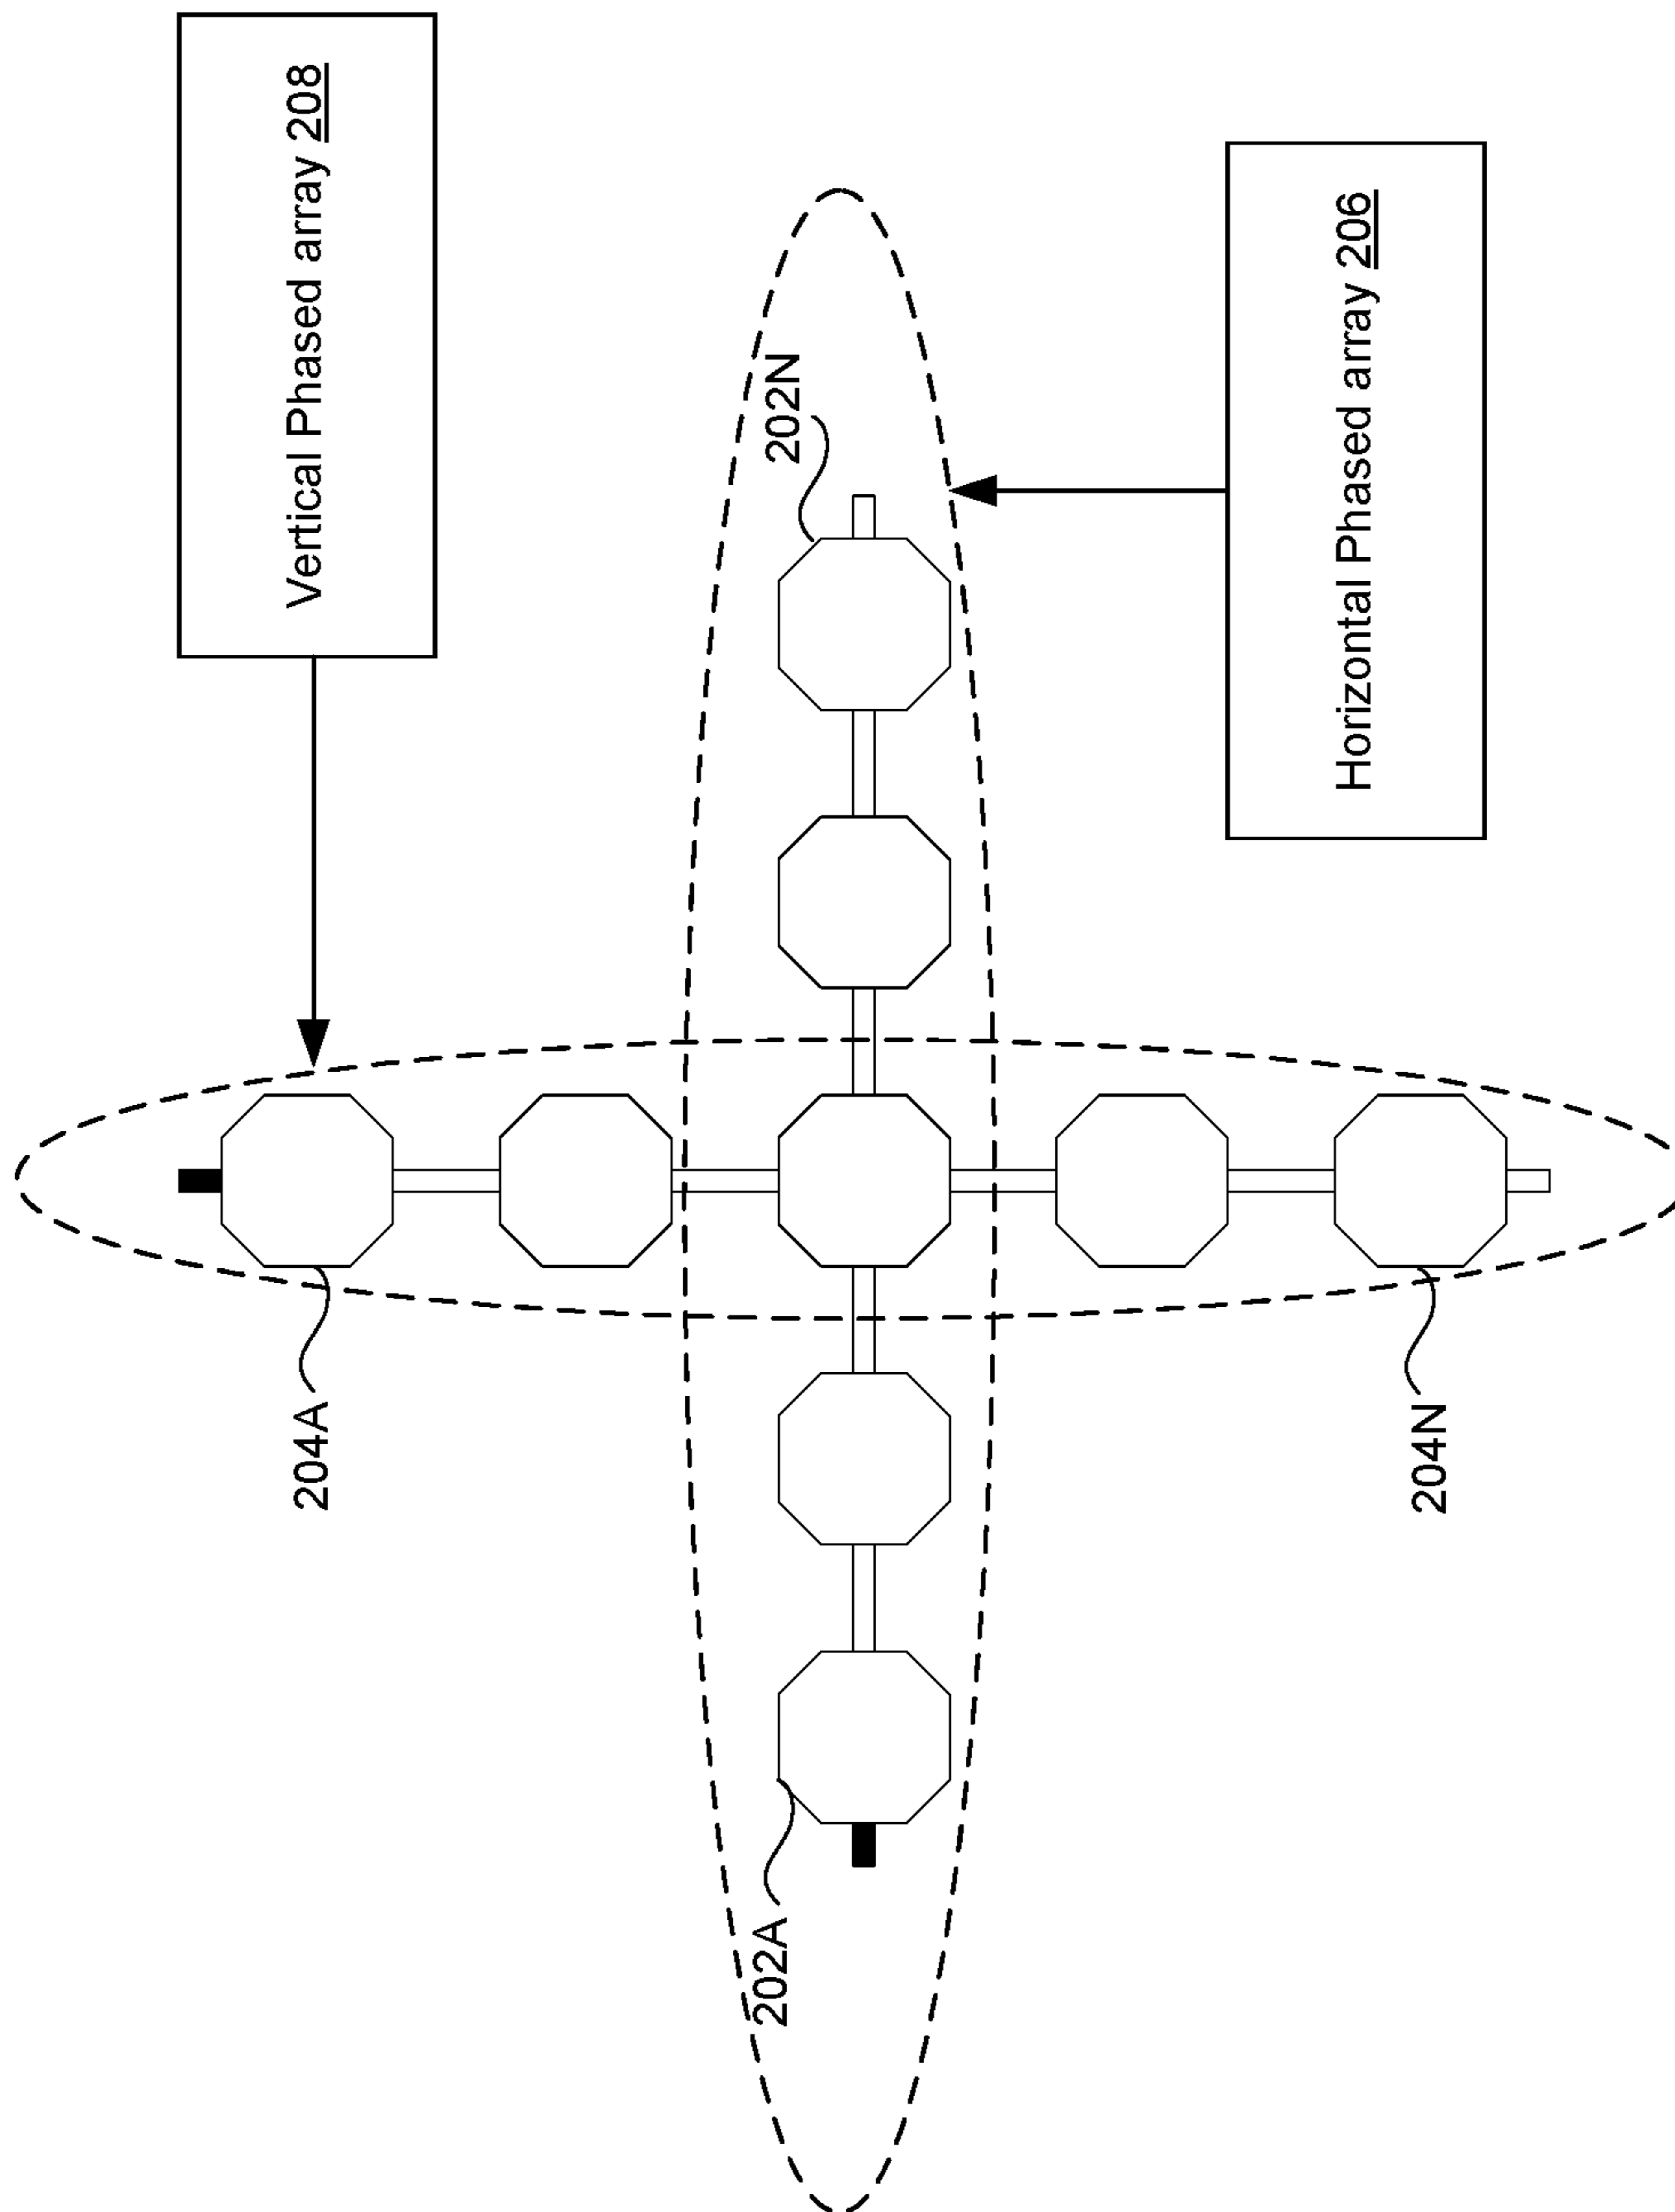 Vertical Phased array 208
202N
Horizontal Phased array 206
204A
204N
202A